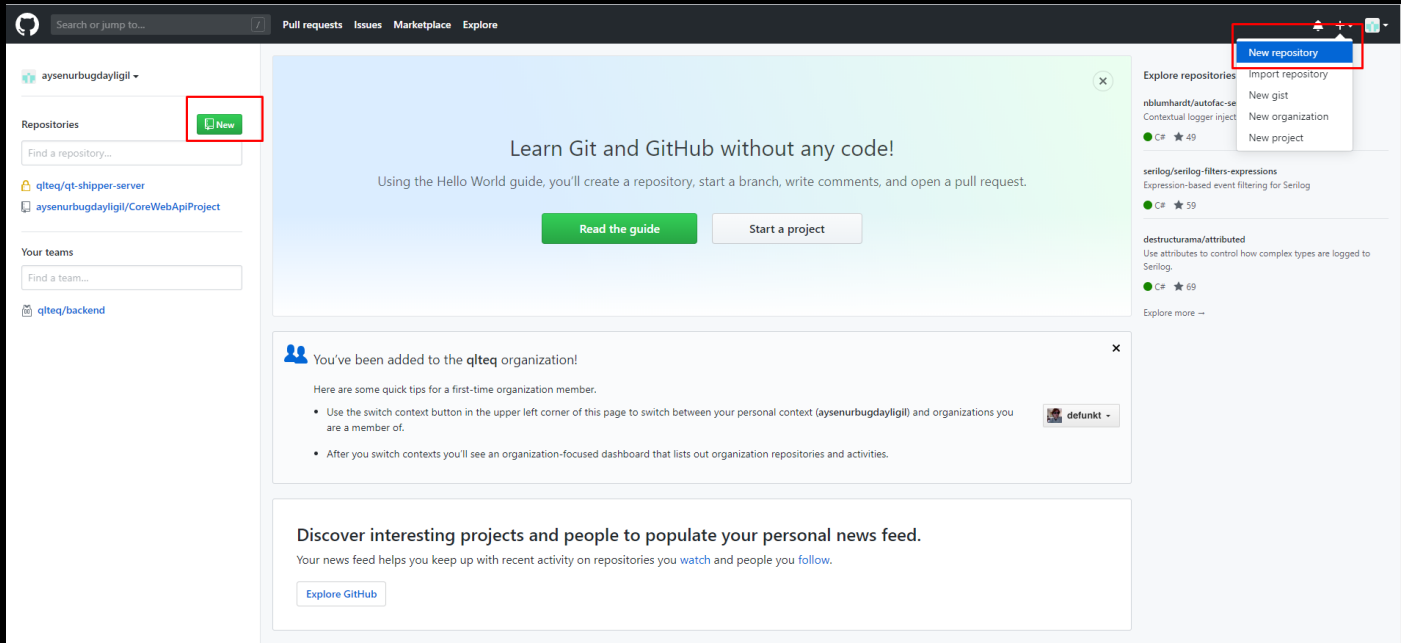 Search or jump to...
/
Pull requests
Issues
Marketplace
Explore
aysenurbugdayligil
Repositories
New
Find a repository...
qlteq/qt-shipper-server
aysenurbugdayligil/CoreWebApiProject
Your teams
Find a team...
qlteq/backend
Learn Git and GitHub without any code!
Using the Hello World guide, you'll create a repository, start a branch, write comments, and open a pull request.
Read the guide
Start a project
You've been added to the qlteq organization!
Here are some quick tips for a first-time organization member.
Use the switch context button in the upper left corner of this page to switch between your personal context (aysenurbugdayligil) and organizations you
are a member of.
defunkt
After you switch contexts you'll see an organization-focused dashboard that lists out organization repositories and activities.
Discover interesting projects and people to populate your personal news feed.
Your news feed helps you keep up with recent activity on repositories you watch and people you follow.
Explore GitHub
New repository
Import repository
New gist
New organization
New project
Explore repositories
nblumhardt/autofac-se
Contextual logger inject
C# 49
serilog/serilog-filters-expressions
Expression-based event filtering for Serilog
C# 59
destructurama/attributed
Use attributes to control how complex types are logged to
Serilog.
C# 69
Explore more →